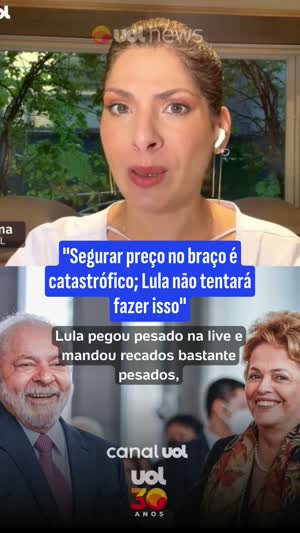 uol
uol news
na
L
"Segurar preço no braço é
catastrófico; Lula não tentará
fazer isso"
Lula pegou pesado na live e
mandou recados bastante
pesados,
canal uol
uol
30
ANOS